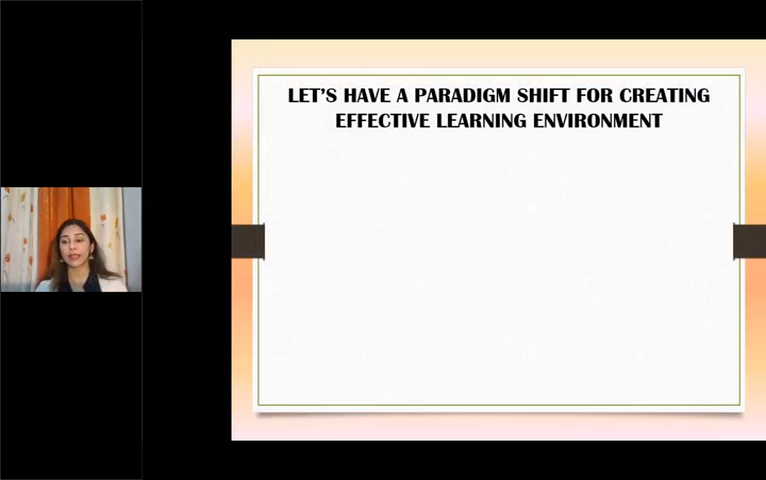 LET’S HAVE A PARADIGM SHIFT FOR CREATING
EFFECTIVE LEARNING ENVIRONMENT